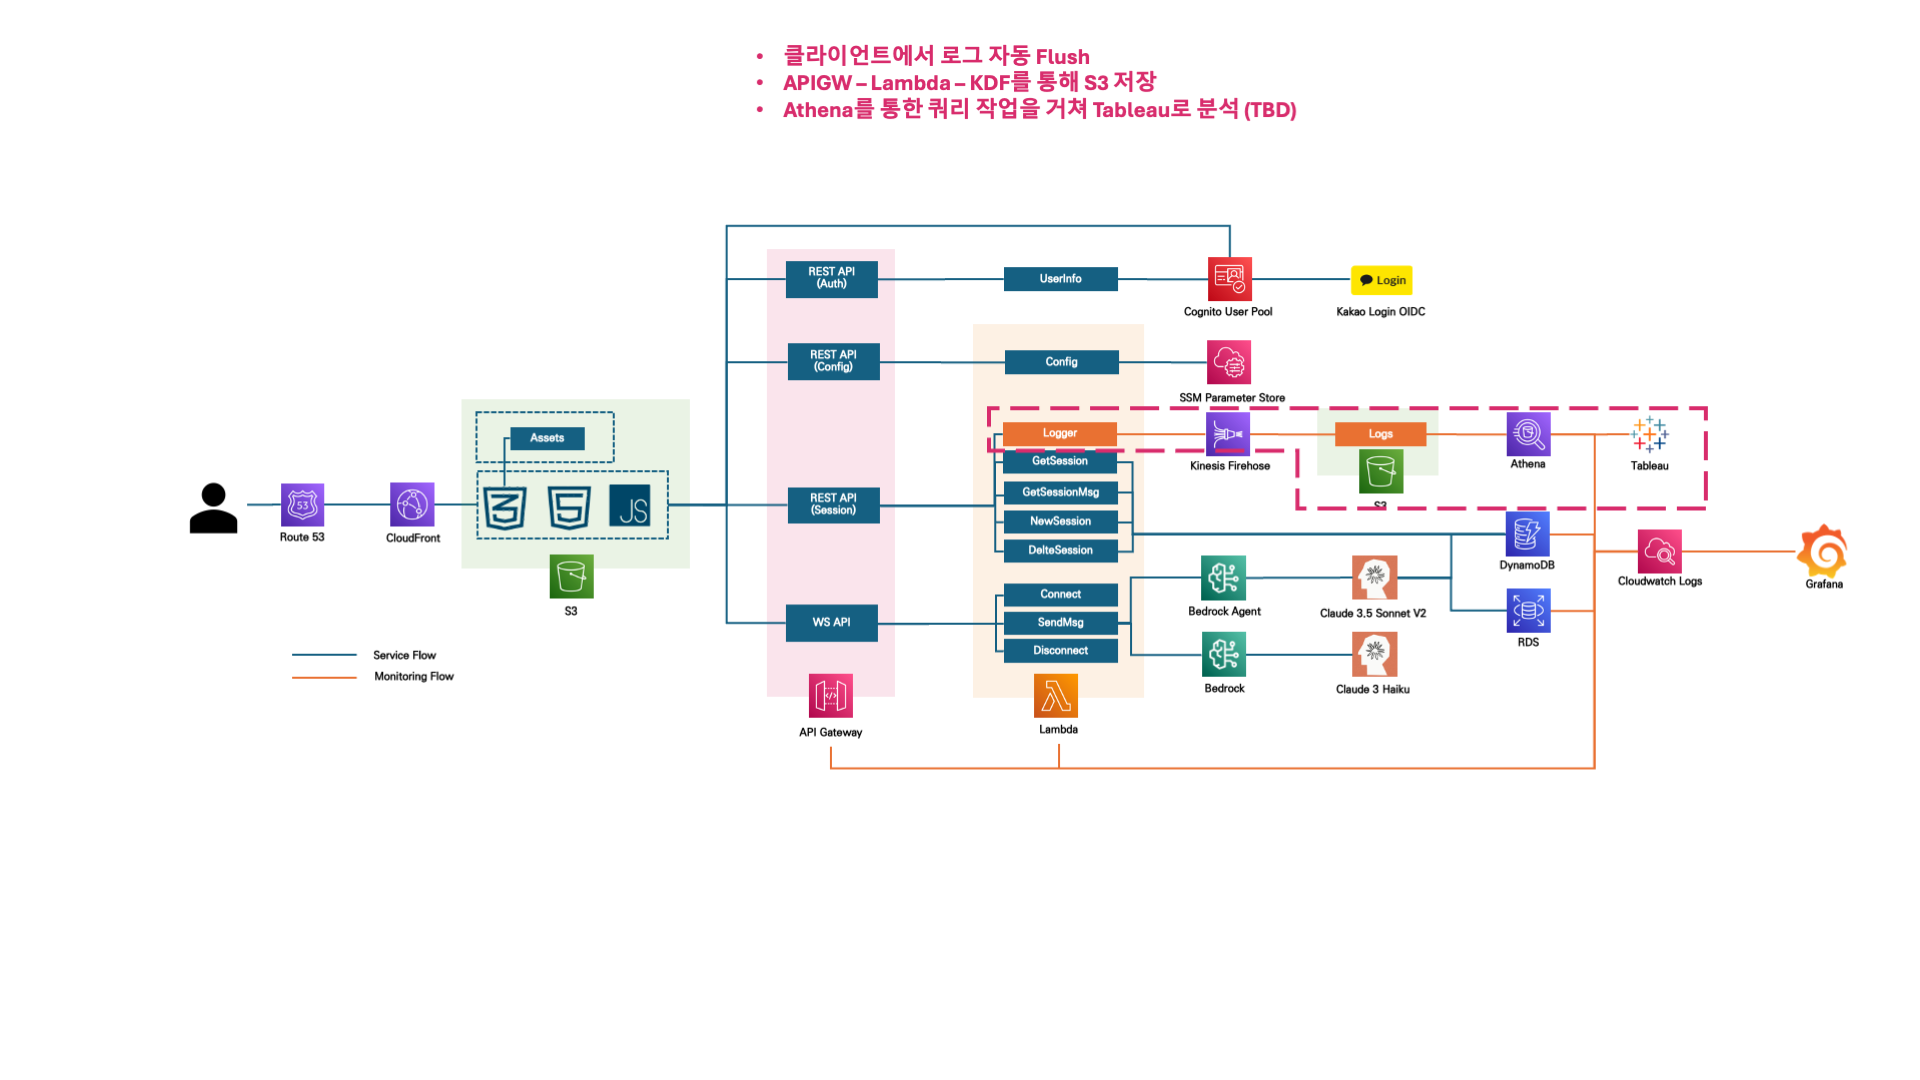 • 클라이언트에서 로그 자동 Flush
• APIGW – Lambda – KDF를 통해 S3 저장
• Athena를 통한 쿼리 작업을 거쳐 Tableau로 분석 (TBD)
REST API
(Auth)
UserInfo
Cognito User Pool
Login
Kakao Login OIDC
REST API
(Config)
Config
SSM Parameter Store
Assets
Logger
Kinesis Firehose
Logs
S3
Athena
Tableau
53
Route 53
CloudFront
3
5
JS
S3
REST API
(Session)
GetSession
GetSessionMsg
NewSession
DelteSession
DynamoDB
Cloudwatch Logs
Grafana
WS API
Connect
SendMsg
Disconnect
Bedrock Agent
Claude 3.5 Sonnet V2
RDS
Bedrock
Claude 3 Haiku
Service Flow
Monitoring Flow
</>
API Gateway
Lambda